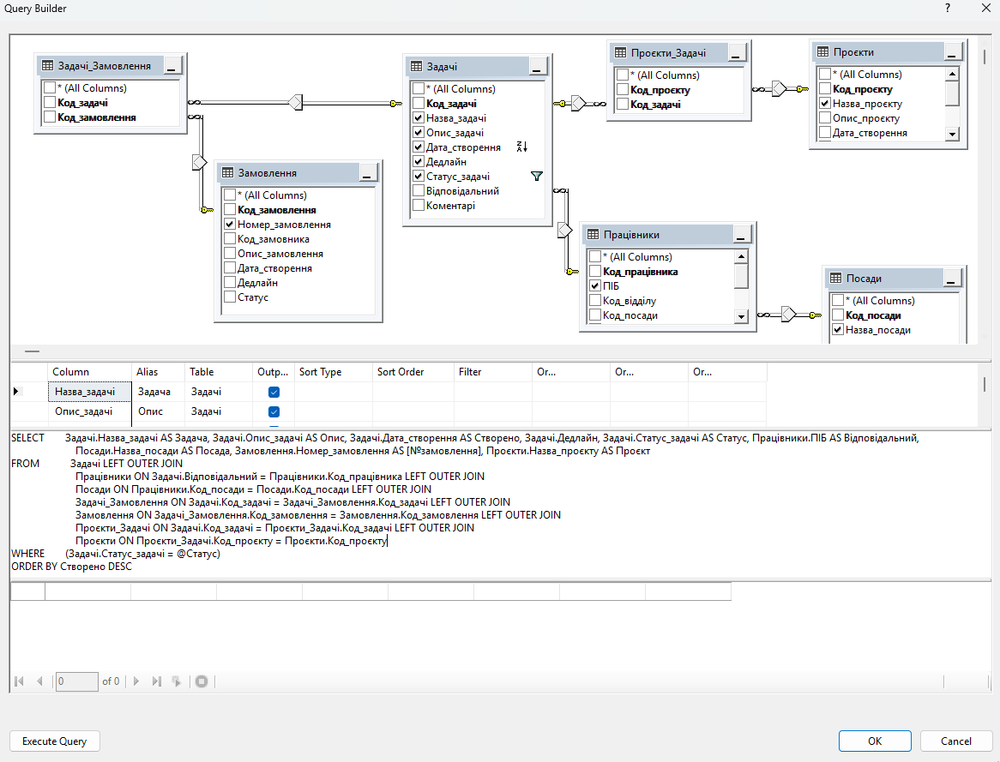 Query Builder
?
Задачі_Замовлення
* (All Columns)
Код_задачі
Код_замовлення
Замовлення
* (All Columns)
Код_замовлення
Номер_замовлення
Код_замовника
Опис_замовлення
Дата_створення
Дедлайн
Статус
Задачі
* (All Columns)
Код_задачі
Назва_задачі
Опис_задачі
Дата_створення
Дедлайн
Статус_задачі
Відповідальний
Коментарі
Проєкти_Задачі
* (All Columns)
Код_проєкту
Код_задачі
Проєкти
* (All Columns)
Код_проєкту
Назва_проєкту
Опис_проєкту
Дата_створення
Працівники
* (All Columns)
Код_працівника
ПІБ
Код_відділу
Код_посади
Посади
* (All Columns)
Код_посади
Назва_посади
Column Alias Table Outp... Sort Type Sort Order Filter Or... Or... Or...
Назва_задачі Задача Задачі
Опис_задачі Опис Задачі
SELECT Задачі.Назва_задачі AS Задача, Задачі.Опис_задачі AS Опис, Задачі.Дата_створення AS Створено, Задачі.Дедлайн, Задачі.Статус_задачі AS Статус, Працівники.ПІБ AS Відповідальний,
Посади.Назва_посади AS Посада, Замовлення.Номер_замовлення AS [№замовлення], Проєкти.Назва_проєкту AS Проєкт
FROM Задачі LEFT OUTER JOIN
Працівники ON Задачі.Відповідальний = Працівники.Код_працівника LEFT OUTER JOIN
Посади ON Працівники.Код_посади = Посади.Код_посади LEFT OUTER JOIN
Задачі_Замовлення ON Задачі.Код_задачі = Задачі_Замовлення.Код_задачі LEFT OUTER JOIN
Замовлення ON Задачі_Замовлення.Код_замовлення = Замовлення.Код_замовлення LEFT OUTER JOIN
Проєкти_Задачі ON Задачі.Код_задачі = Проєкти_Задачі.Код_задачі LEFT OUTER JOIN
Проєкти ON Проєкти_Задачі.Код_проєкту = Проєкти.Код_проєкту
WHERE (Задачі.Статус_задачі = @Статус)
ORDER BY Створено DESC
0 of 0
Execute Query OK Cancel